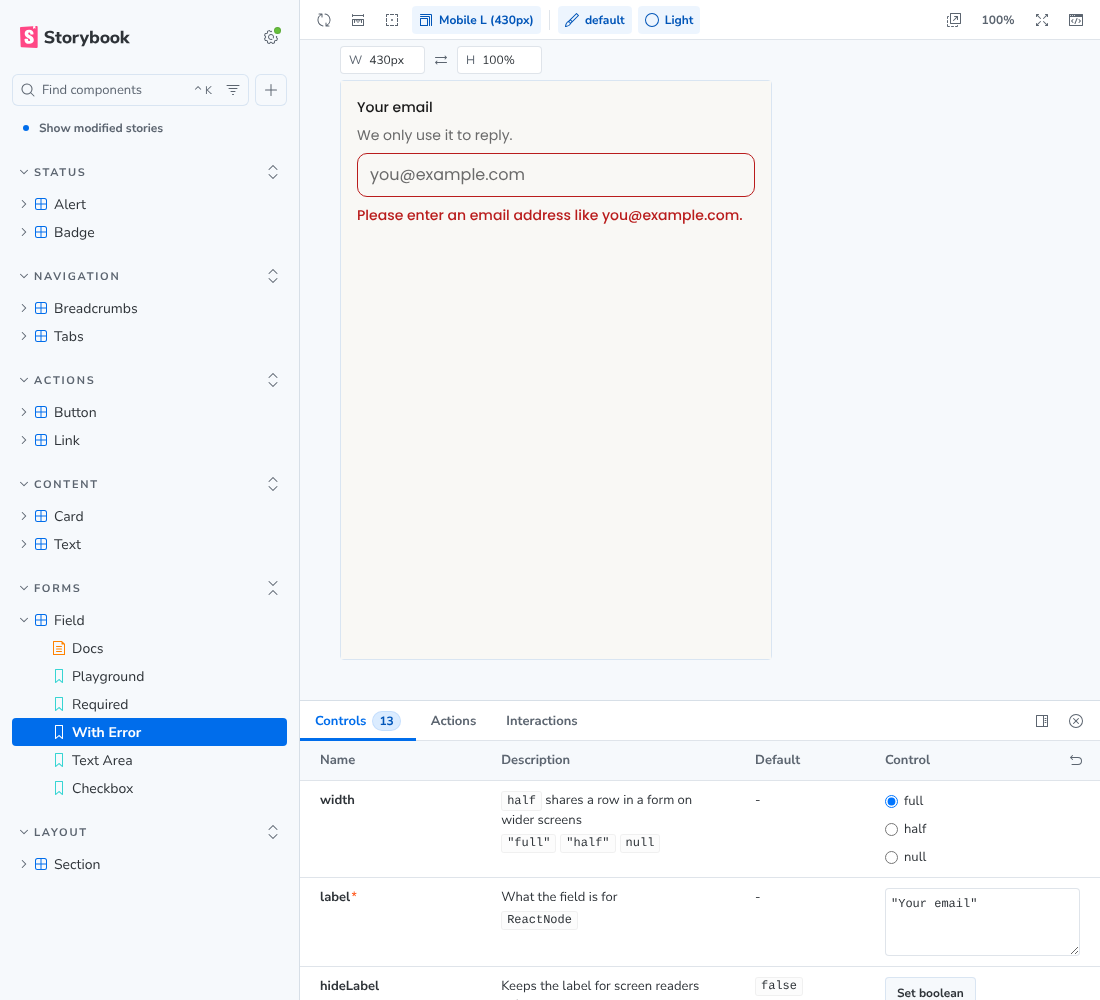 Storybook
Find components
^ K
Show modified stories
STATUS
Alert
Badge
NAVIGATION
Breadcrumbs
Tabs
ACTIONS
Button
Link
CONTENT
Card
Text
FORMS
Field
Docs
Playground
Required
With Error
Text Area
Checkbox
LAYOUT
Section
Mobile L (430px)
default
Light
100%
W 430px
H 100%
Your email
We only use it to reply.
you@example.com
Please enter an email address like you@example.com.
Controls 13
Actions
Interactions
Name Description Default Control
width
half shares a row in a form on
wider screens
"full" "half" null
-
full
half
null
label*
What the field is for
ReactNode
-
"Your email"
hideLabel
Keeps the label for screen readers
false
Set boolean